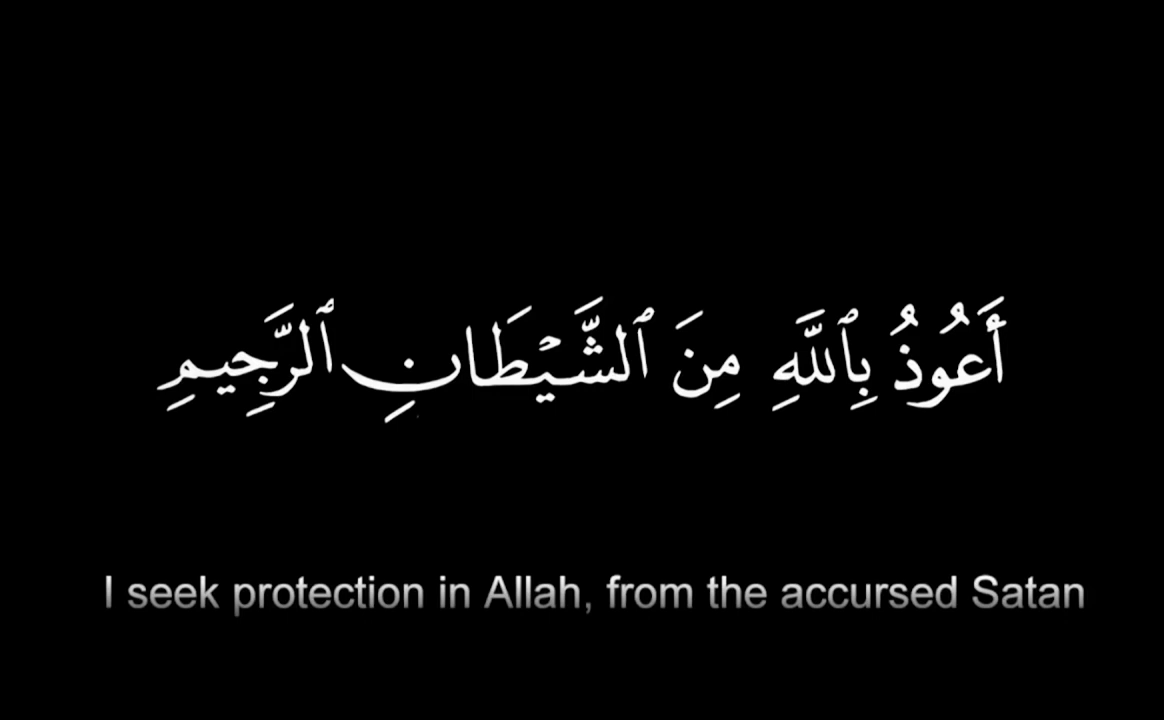 أَعُوذُ بِٱللَّهِ مِنَ ٱلشَّيْطَانِ ٱلرَّجِيمِ
I seek protection in Allah, from the accursed Satan